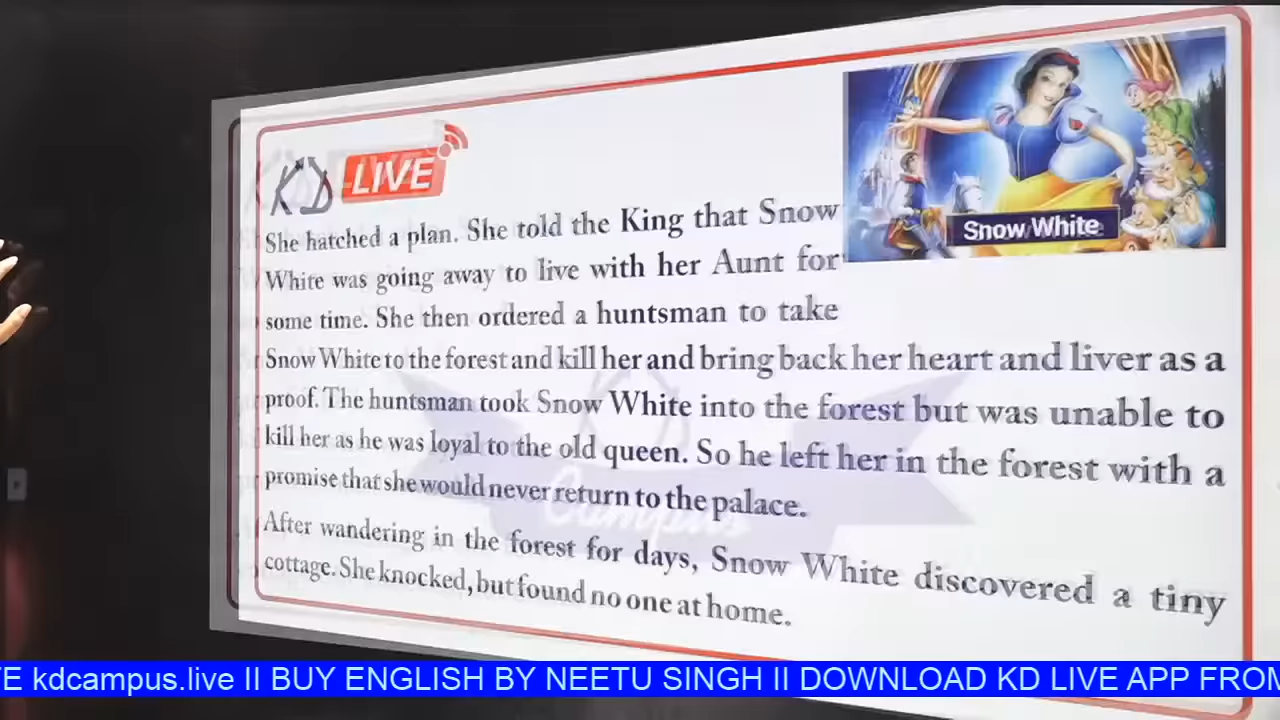 KD LIVE
Snow White
She hatched a plan. She told the King that Snow
White was going away to live with her Aunt for
some time. She then ordered a huntsman to take
Snow White to the forest and kill her and bring back her heart and liver as a
proof. The huntsman took Snow White into the forest but was unable to
kill her as he was loyal to the old queen. So he left her in the forest with a
promise that she would never return to the palace.
After wandering in the forest for days, Snow White discovered a tiny
cottage. She knocked, but found no one at home.
KD
Campus
E kdcampus.live II BUY ENGLISH BY NEETU SINGH II DOWNLOAD KD LIVE APP FROM